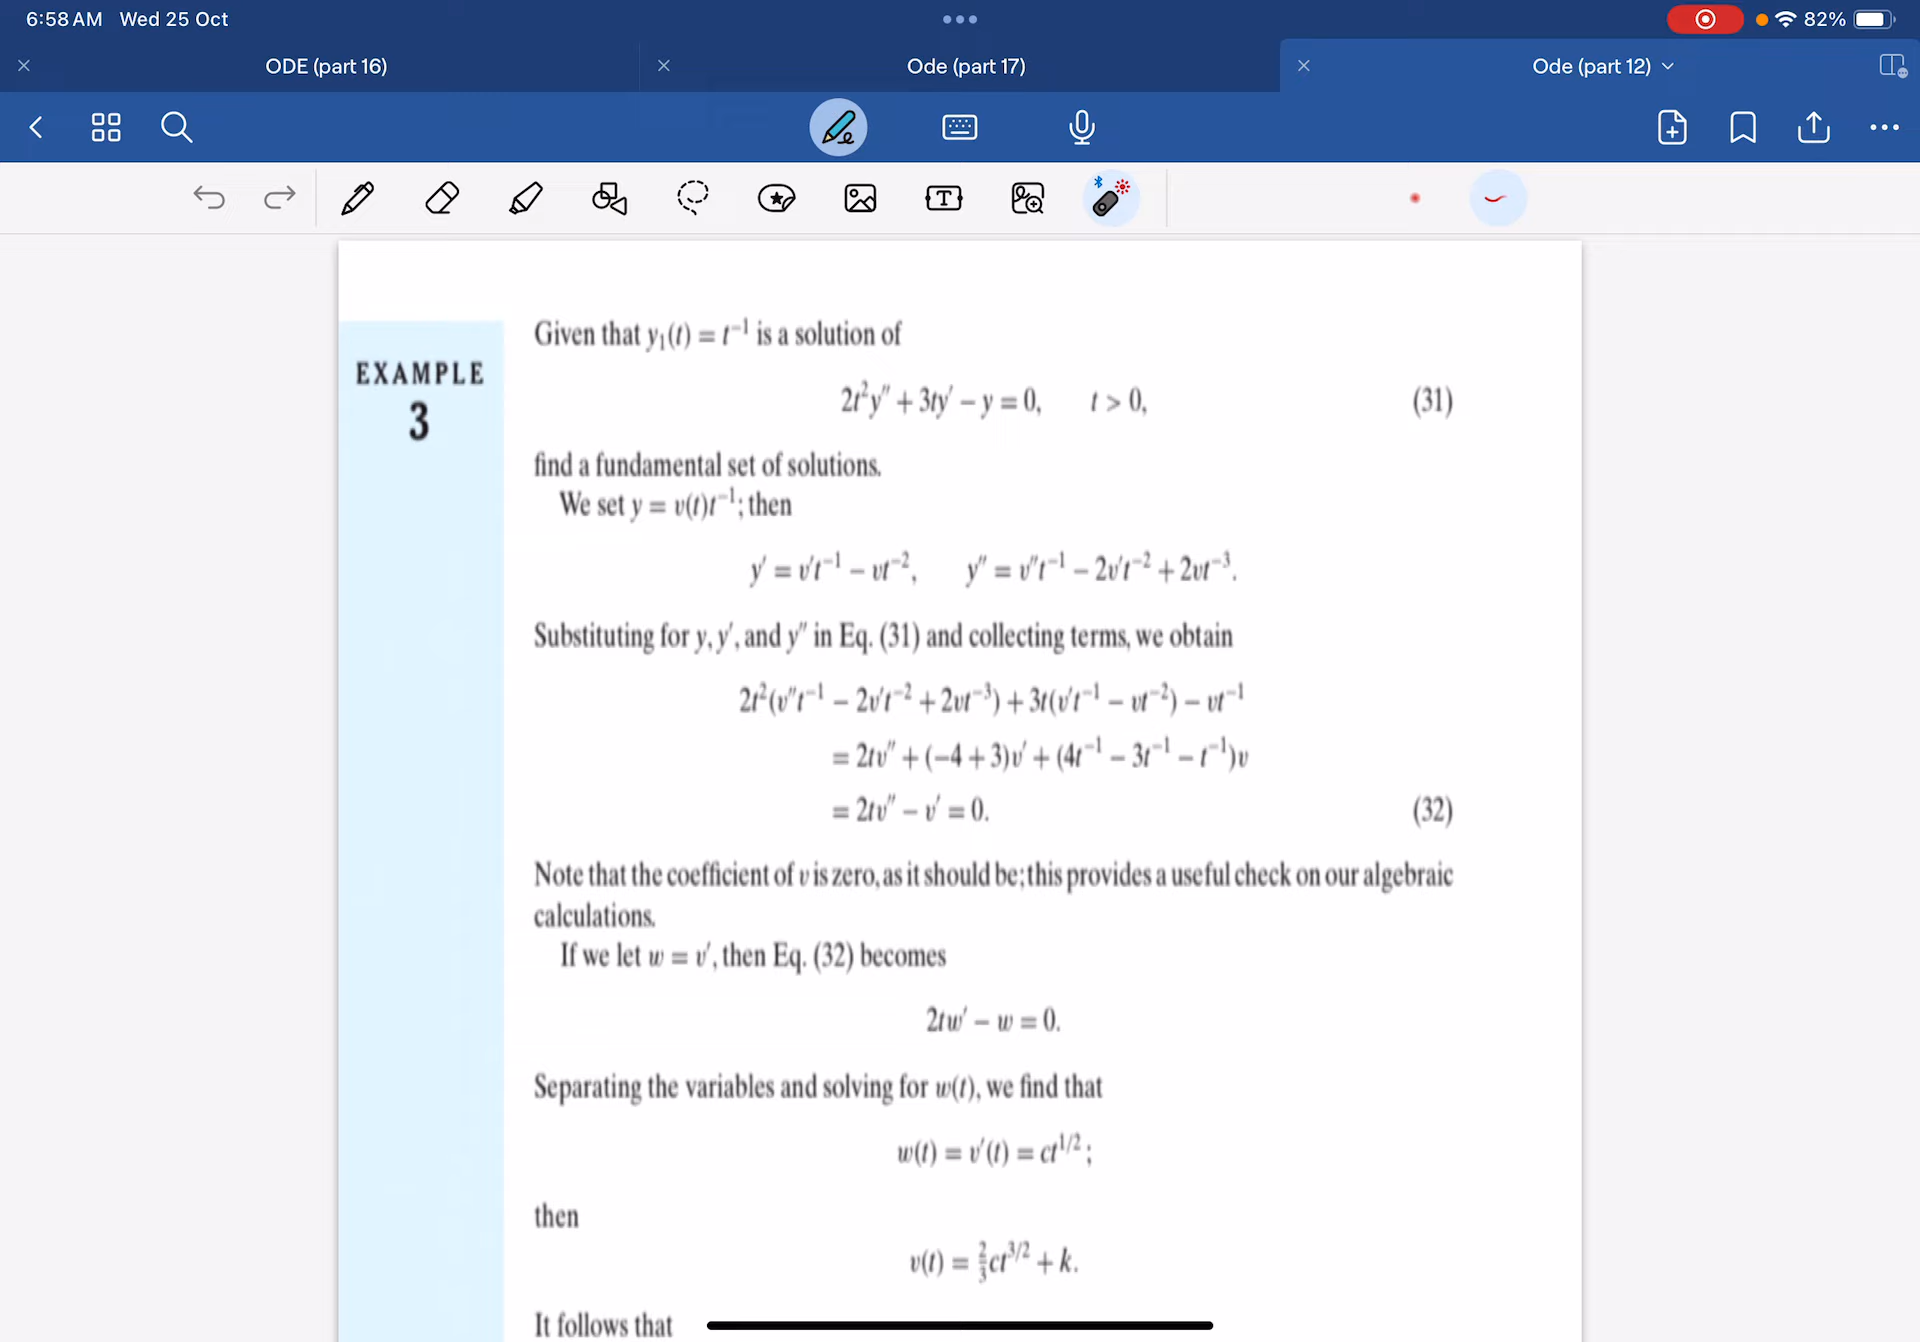 6:58 AM Wed 25 Oct
82%
ODE (part 16)
Ode (part 17)
Ode (part 12)
EXAMPLE
3
Given that y₁(t) = t⁻¹ is a solution of
2t²y″ + 3ty′ − y = 0, t > 0, (31)
find a fundamental set of solutions.
We set y = v(t)t⁻¹; then
y′ = v′t⁻¹ − vt⁻², y″ = v″t⁻¹ − 2v′t⁻² + 2vt⁻³.
Substituting for y, y′, and y″ in Eq. (31) and collecting terms, we obtain
2t²(v″t⁻¹ − 2v′t⁻² + 2vt⁻³) + 3t(v′t⁻¹ − vt⁻²) − vt⁻¹
= 2tv″ + (−4 + 3)v′ + (4t⁻¹ − 3t⁻¹ − t⁻¹)v
= 2tv″ − v′ = 0. (32)
Note that the coefficient of v is zero, as it should be; this provides a useful check on our algebraic
calculations.
If we let w = v′, then Eq. (32) becomes
2tw′ − w = 0.
Separating the variables and solving for w(t), we find that
w(t) = v′(t) = ct^{1/2};
then
v(t) = ⅔ct^{3/2} + k.
It follows that